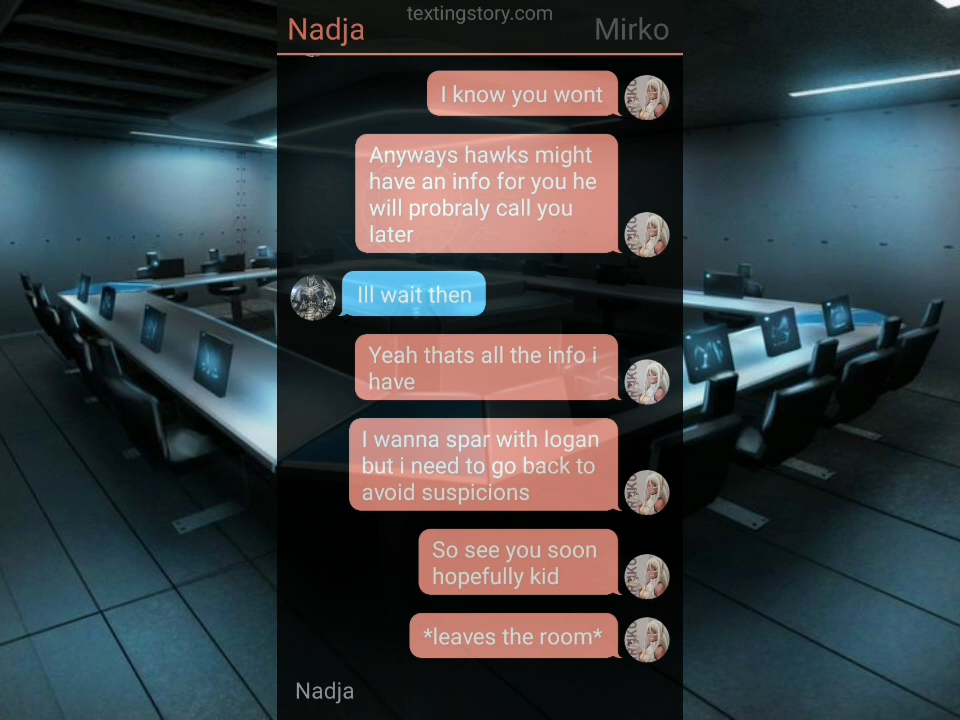 textingstory.com
Nadja
Mirko
I know you wont
Anyways hawks might
have an info for you he
will probraly call you
later
Ill wait then
Yeah thats all the info i
have
I wanna spar with logan
but i need to go back to
avoid suspicions
So see you soon
hopefully kid
*leaves the room*
Nadja